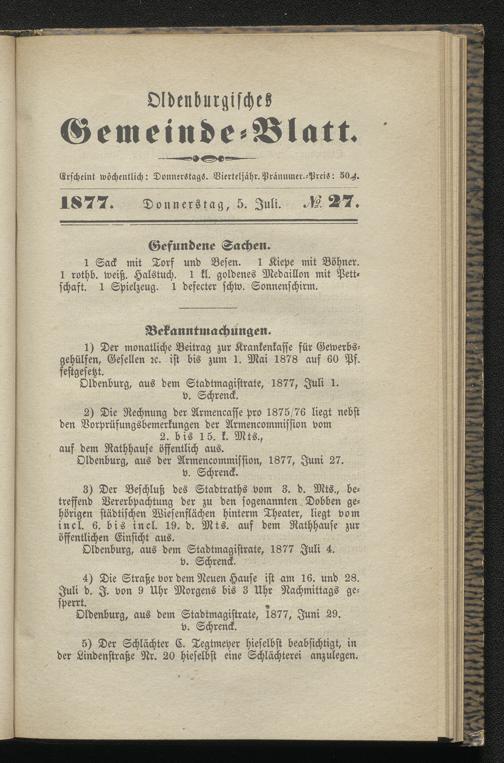 Oldenburgisches
Gemeinde-Blatt.
Erscheint wöchentlich: Donnerstags. Vierteljähr. Pränumer.-Preis: 50 ₰.
1877. Donnerstag, 5. Juli. № 27.
Gefundene Sachen.
1 Sack mit Torf und Besen. 1 Kiepe mit Böhner.
1 rothb. weiß. Halstuch. 1 kl. goldenes Medaillon mit Pett-
schaft. 1 Spielzeug. 1 defecter schw. Sonnenschirm.
Bekanntmachungen.
1) Der monatliche Beitrag zur Krankenkasse für Gewerbs-
gehülfen, Gesellen ꝛc. ist bis zum 1. Mai 1878 auf 60 Pf.
festgesetzt.
Oldenburg, aus dem Stadtmagistrate, 1877, Juli 1.
v. Schrenck.
2) Die Rechnung der Armencasse pro 1875/76 liegt nebst
den Vorprüfungsbemerkungen der Armencommission vom
2. bis 15. k. Mts.,
auf dem Rathhause öffentlich aus.
Oldenburg, aus der Armencommission, 1877, Juni 27.
v. Schrenck.
3) Der Beschluß des Stadtraths vom 3. d. Mts., be-
treffend Vererbpachtung der zu den sogenannten Dobben ge-
hörigen städtischen Wiesenflächen hinterm Theater, liegt vom
incl. 6. bis incl. 19. d. Mts. auf dem Rathhause zur
öffentlichen Einsicht aus.
Oldenburg, aus dem Stadtmagistrate, 1877 Juli 4.
v. Schrenck.
4) Die Straße vor dem Neuen Hause ist am 16. und 28.
Juli d. J. von 9 Uhr Morgens bis 3 Uhr Nachmittags ge-
sperrt.
Oldenburg, aus dem Stadtmagistrate, 1877, Juni 29.
v. Schrenck.
5) Der Schlächter C. Tegtmeyer hieselbst beabsichtigt, in
der Lindenstraße Nr. 20 hieselbst eine Schlächterei anzulegen.